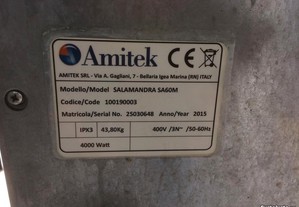 Amitek CE
AMITEK SRL - Via A. Gagliani, 7 - Bellaria Igea Marina (RN) ITALY
Modello/Model SALAMANDRA SA60M
Codice/Code 100190003
Matricola/Serial No. 25030648 Anno/Year 2015
IPX3 43,80Kg 400V /3N~ /50-60Hz
4000 Watt